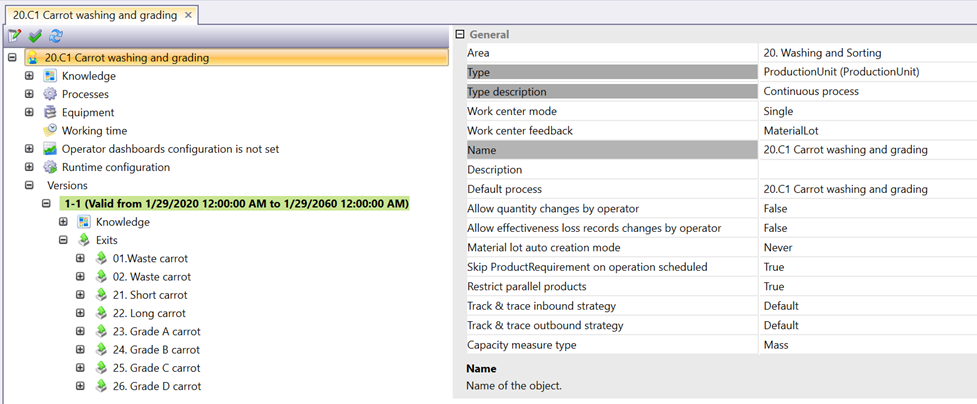 20.C1 Carrot washing and grading
20.C1 Carrot washing and grading
Knowledge
Processes
Equipment
Working time
Operator dashboards configuration is not set
Runtime configuration
Versions
1-1 (Valid from 1/29/2020 12:00:00 AM to 1/29/2060 12:00:00 AM)
Knowledge
Exits
01.Waste carrot
02. Waste carrot
21. Short carrot
22. Long carrot
23. Grade A carrot
24. Grade B carrot
25. Grade C carrot
26. Grade D carrot
General
Area 20. Washing and Sorting
Type ProductionUnit (ProductionUnit)
Type description Continuous process
Work center mode Single
Work center feedback MaterialLot
Name 20.C1 Carrot washing and grading
Description
Default process 20.C1 Carrot washing and grading
Allow quantity changes by operator False
Allow effectiveness loss records changes by operator False
Material lot auto creation mode Never
Skip ProductRequirement on operation scheduled True
Restrict parallel products True
Track & trace inbound strategy Default
Track & trace outbound strategy Default
Capacity measure type Mass
Name
Name of the object.